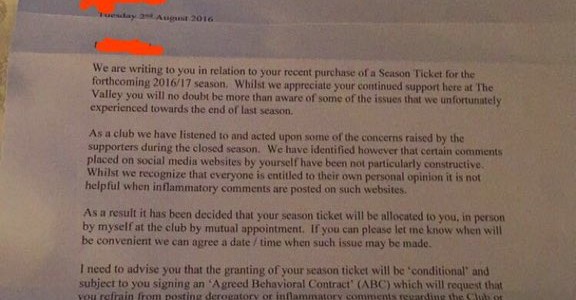 Tuesday 2nd August 2016
We are writing to you in relation to your recent purchase of a Season Ticket for the
forthcoming 2016/17 season. Whilst we appreciate your continued support here at The
Valley you will no doubt be more than aware of some of the issues that we unfortunately
experienced towards the end of last season.
As a club we have listened to and acted upon some of the concerns raised by the
supporters during the closed season. We have identified however that certain comments
placed on social media websites by yourself have been not particularly constructive.
Whilst we recognize that everyone is entitled to their own personal opinion it is not
helpful when inflammatory comments are posted on such websites.
As a result it has been decided that your season ticket will be allocated to you, in person
by myself at the club by mutual appointment. If you can please let me know when will
be convenient we can agree a date / time when such issue may be made.
I need to advise you that the granting of your season ticket will be 'conditional' and
subject to you signing an 'Agreed Behavioral Contract' (ABC) which will request that
you refrain from posting derogatory or inflammatory comments regarding the Club or